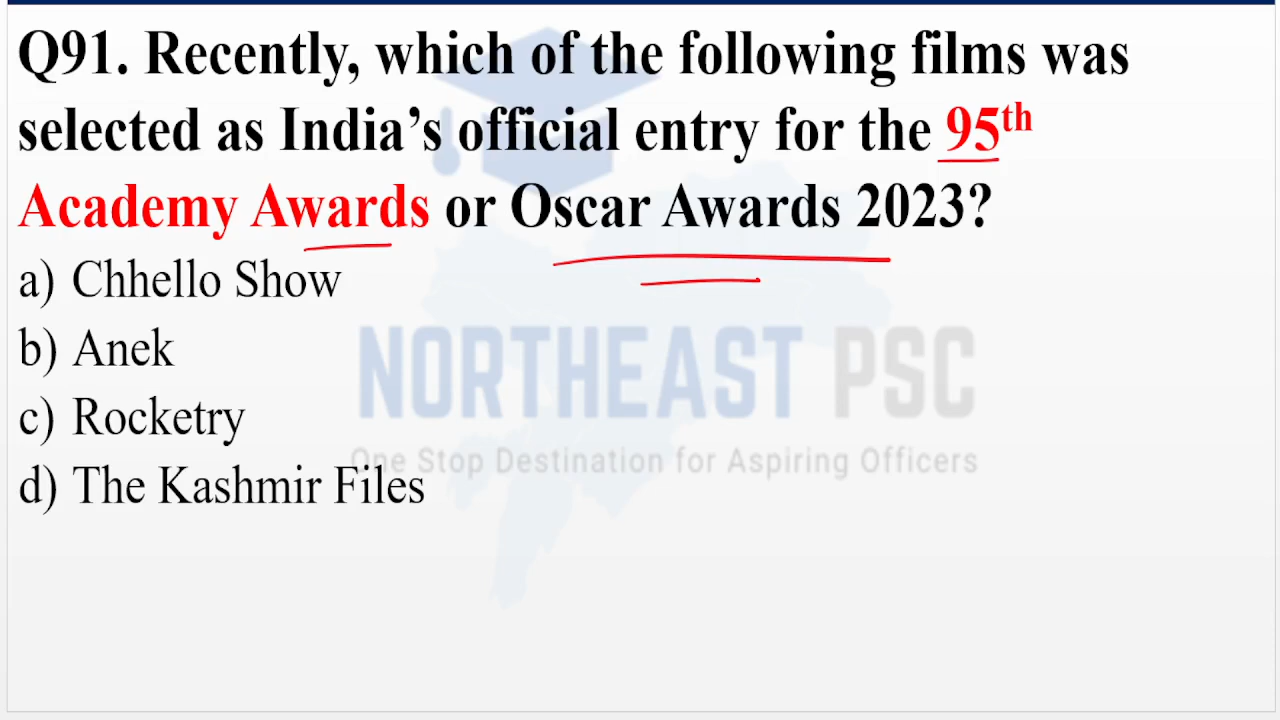 Q91. Recently, which of the following films was
selected as India’s official entry for the 95th
Academy Awards or Oscar Awards 2023?
a) Chhello Show
b) Anek
c) Rocketry
d) The Kashmir Files
NORTHEAST PSC
One Stop Destination for Aspiring Officers